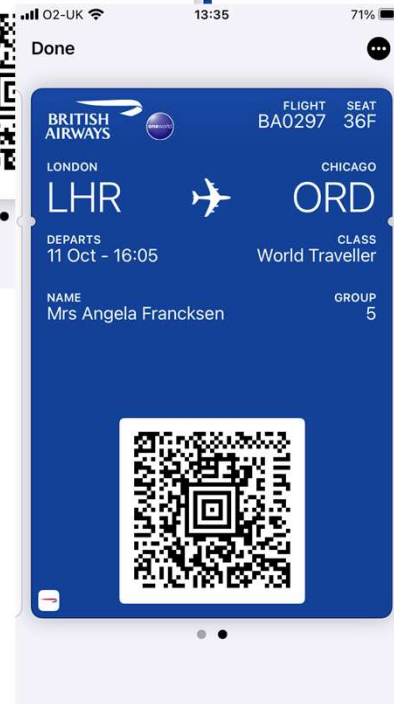 O2-UK 13:35 71%
Done
BRITISH AIRWAYS
oneworld
FLIGHT SEAT
BA0297 36F
LONDON CHICAGO
LHR ORD
DEPARTS CLASS
11 Oct - 16:05 World Traveller
NAME GROUP
Mrs Angela Francksen 5